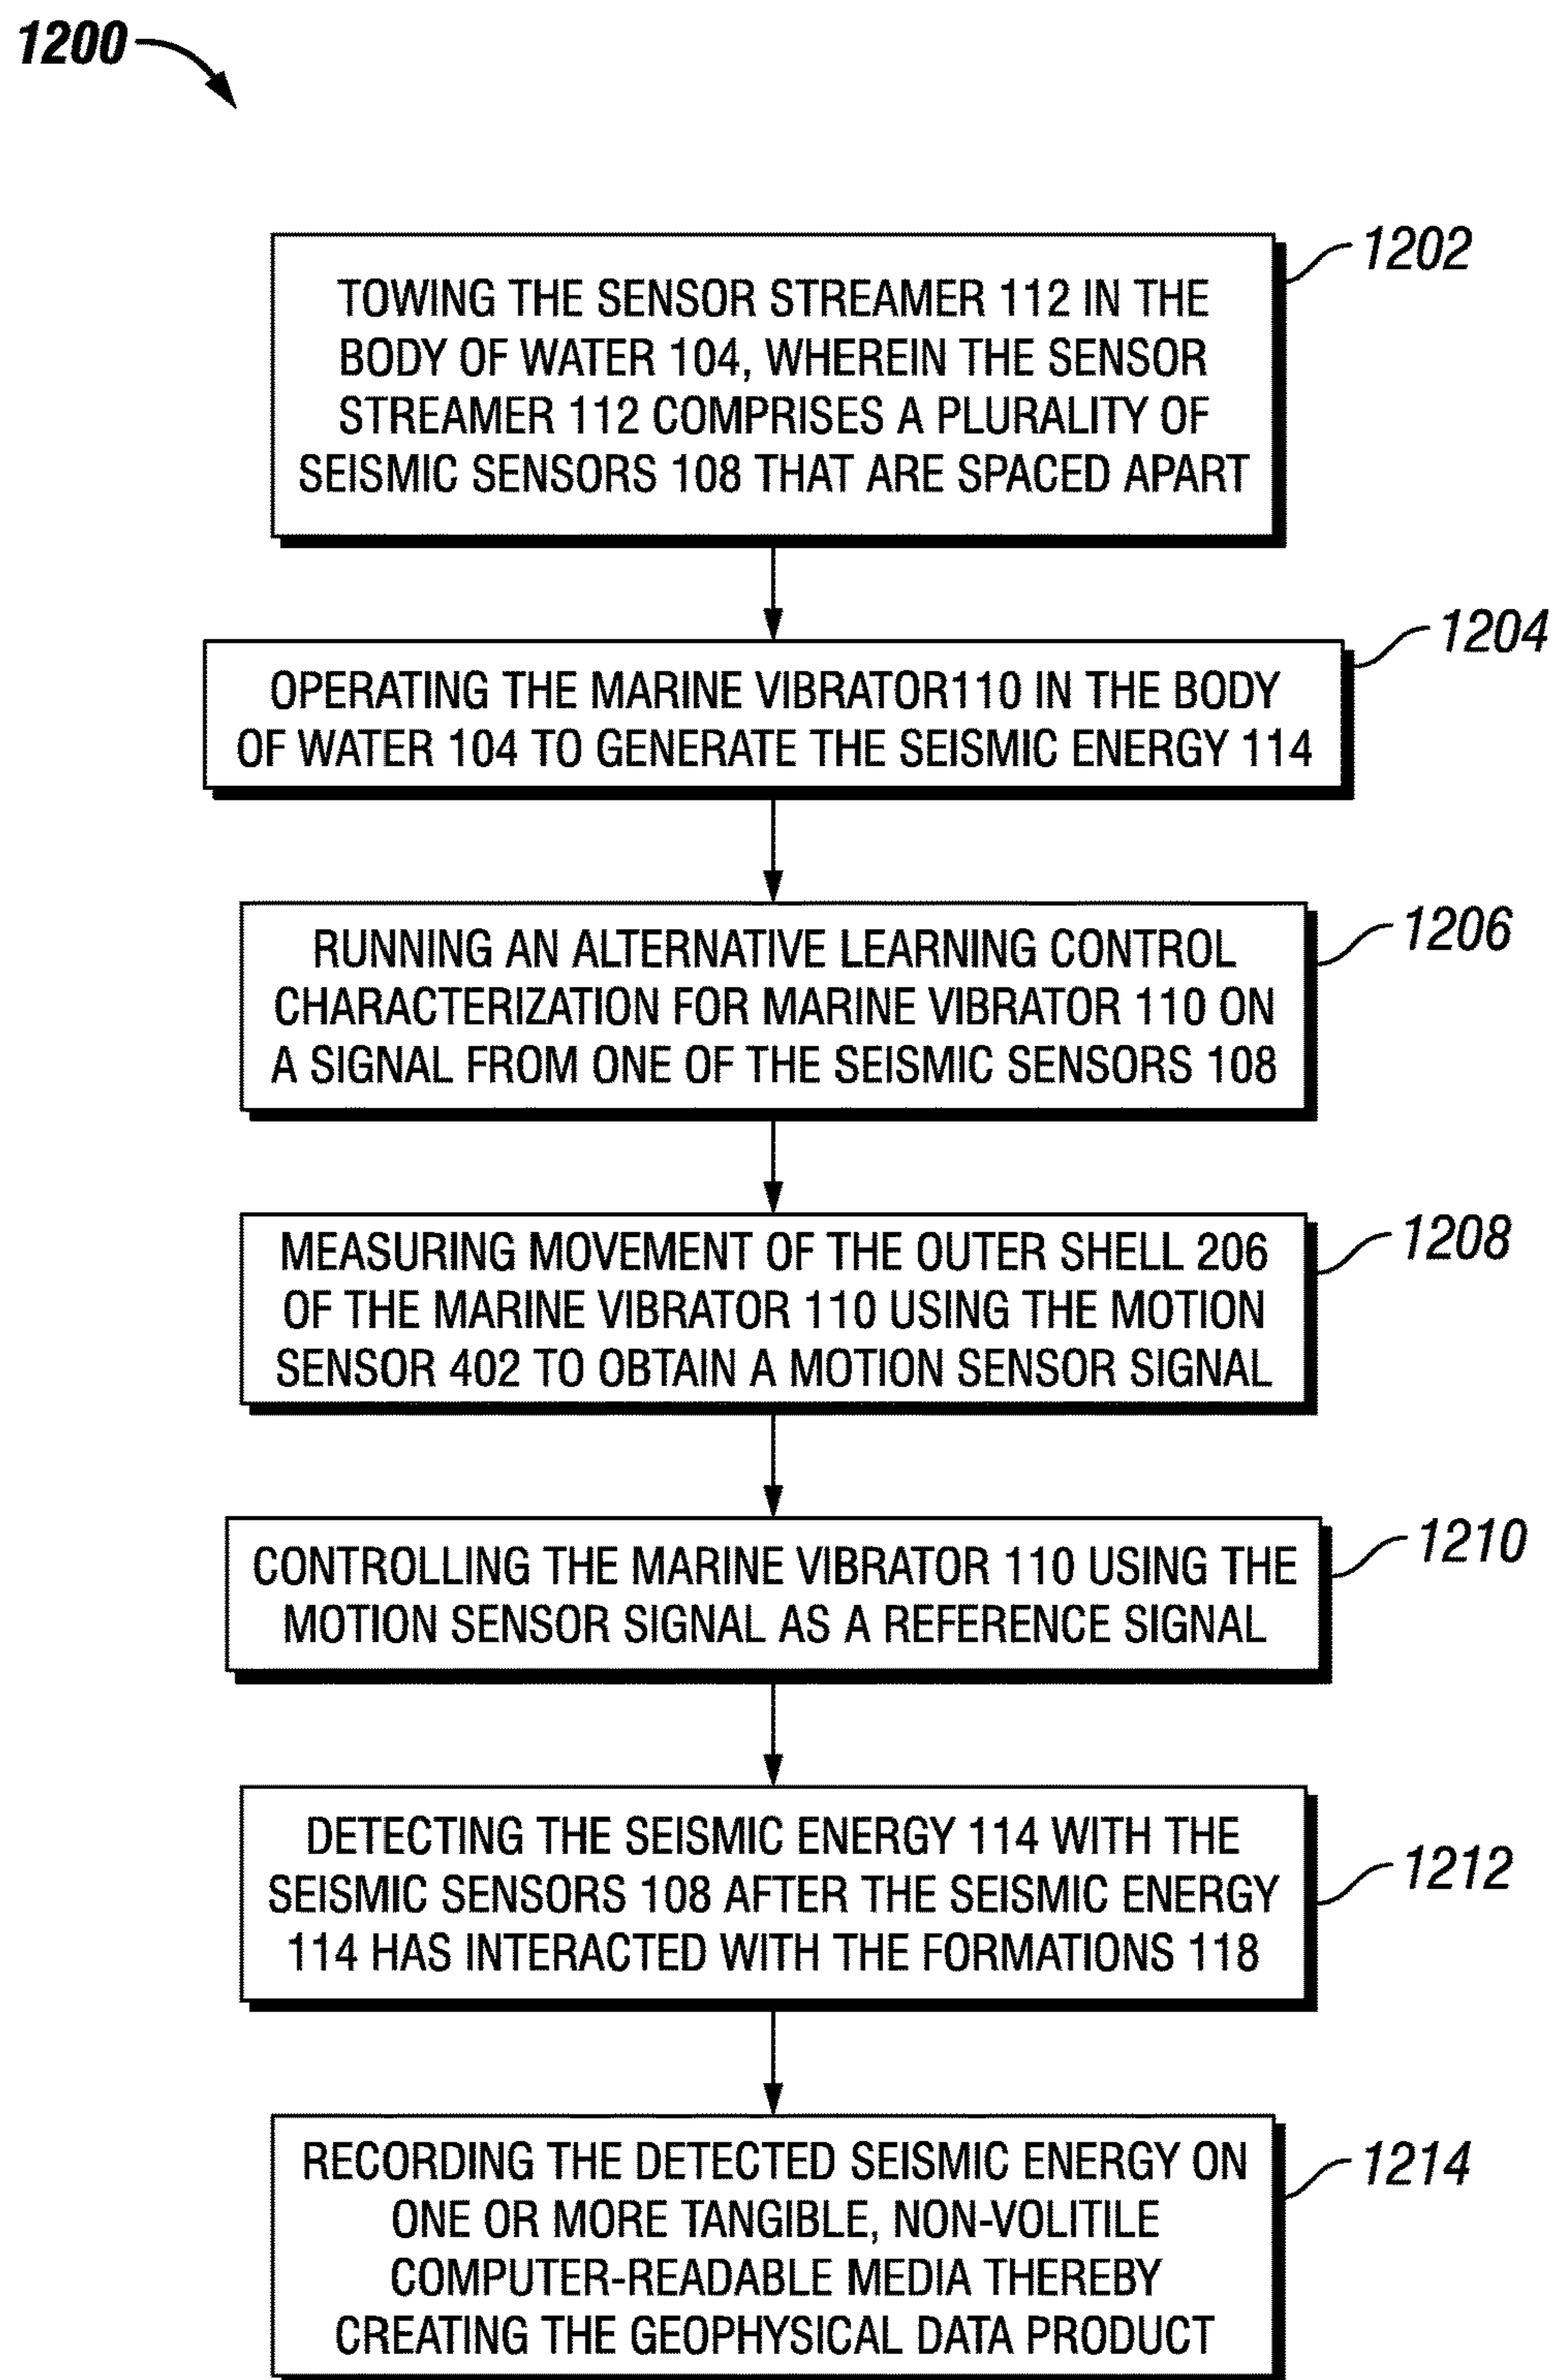 1200
1202
TOWING THE SENSOR STREAMER 112 IN THE
BODY OF WATER 104, WHEREIN THE SENSOR
STREAMER 112 COMPRISES A PLURALITY OF
SEISMIC SENSORS 108 THAT ARE SPACED APART
1204
OPERATING THE MARINE VIBRATOR110 IN THE BODY
OF WATER 104 TO GENERATE THE SEISMIC ENERGY 114
1206
RUNNING AN ALTERNATIVE LEARNING CONTROL
CHARACTERIZATION FOR MARINE VIBRATOR 110 ON
A SIGNAL FROM ONE OF THE SEISMIC SENSORS 108
1208
MEASURING MOVEMENT OF THE OUTER SHELL 206
OF THE MARINE VIBRATOR 110 USING THE MOTION
SENSOR 402 TO OBTAIN A MOTION SENSOR SIGNAL
1210
CONTROLLING THE MARINE VIBRATOR 110 USING THE
MOTION SENSOR SIGNAL AS A REFERENCE SIGNAL
1212
DETECTING THE SEISMIC ENERGY 114 WITH THE
SEISMIC SENSORS 108 AFTER THE SEISMIC ENERGY
114 HAS INTERACTED WITH THE FORMATIONS 118
1214
RECORDING THE DETECTED SEISMIC ENERGY ON
ONE OR MORE TANGIBLE, NON-VOLITILE
COMPUTER-READABLE MEDIA THEREBY
CREATING THE GEOPHYSICAL DATA PRODUCT